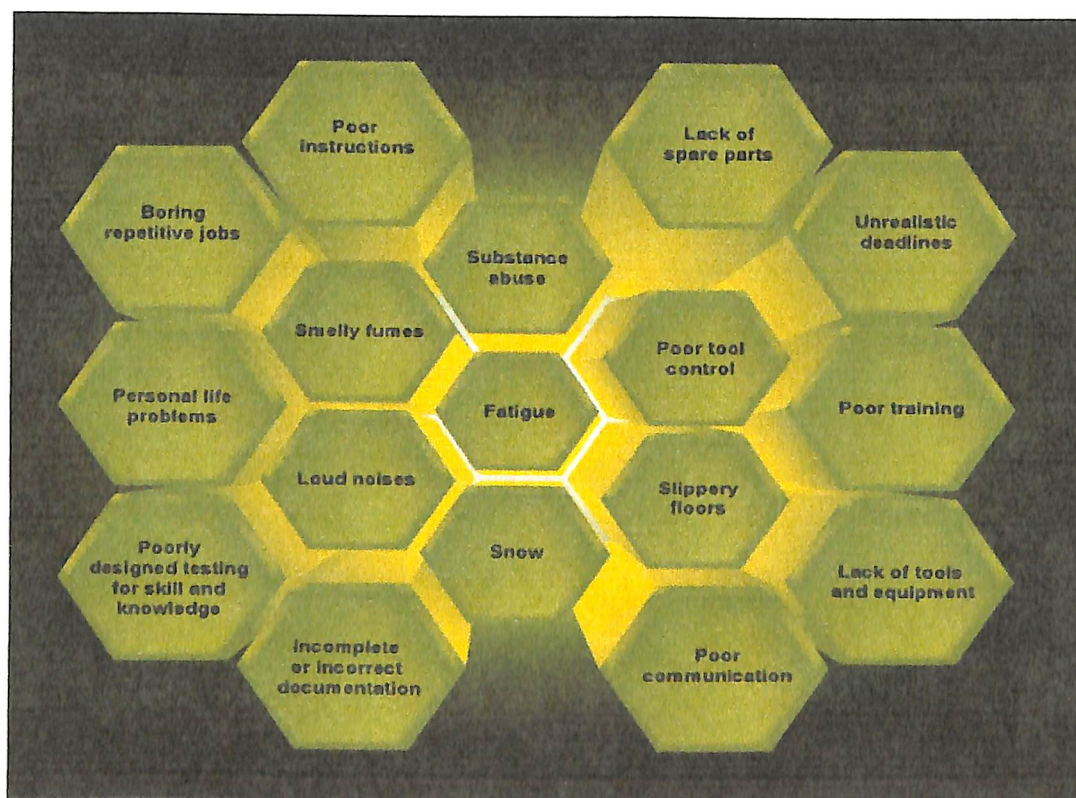 Poor
instructions
Lack of
spare parts
Boring
repetitive jobs
Unrealistic
deadlines
Substance
abuse
Smelly fumes
Poor tool
control
Personal life
problems
Fatigue
Poor training
Loud noises
Slippery
floors
Poorly
designed testing
for skill and
knowledge
Snow
Lack of tools
and equipment
Incomplete
or incorrect
documentation
Poor
communication